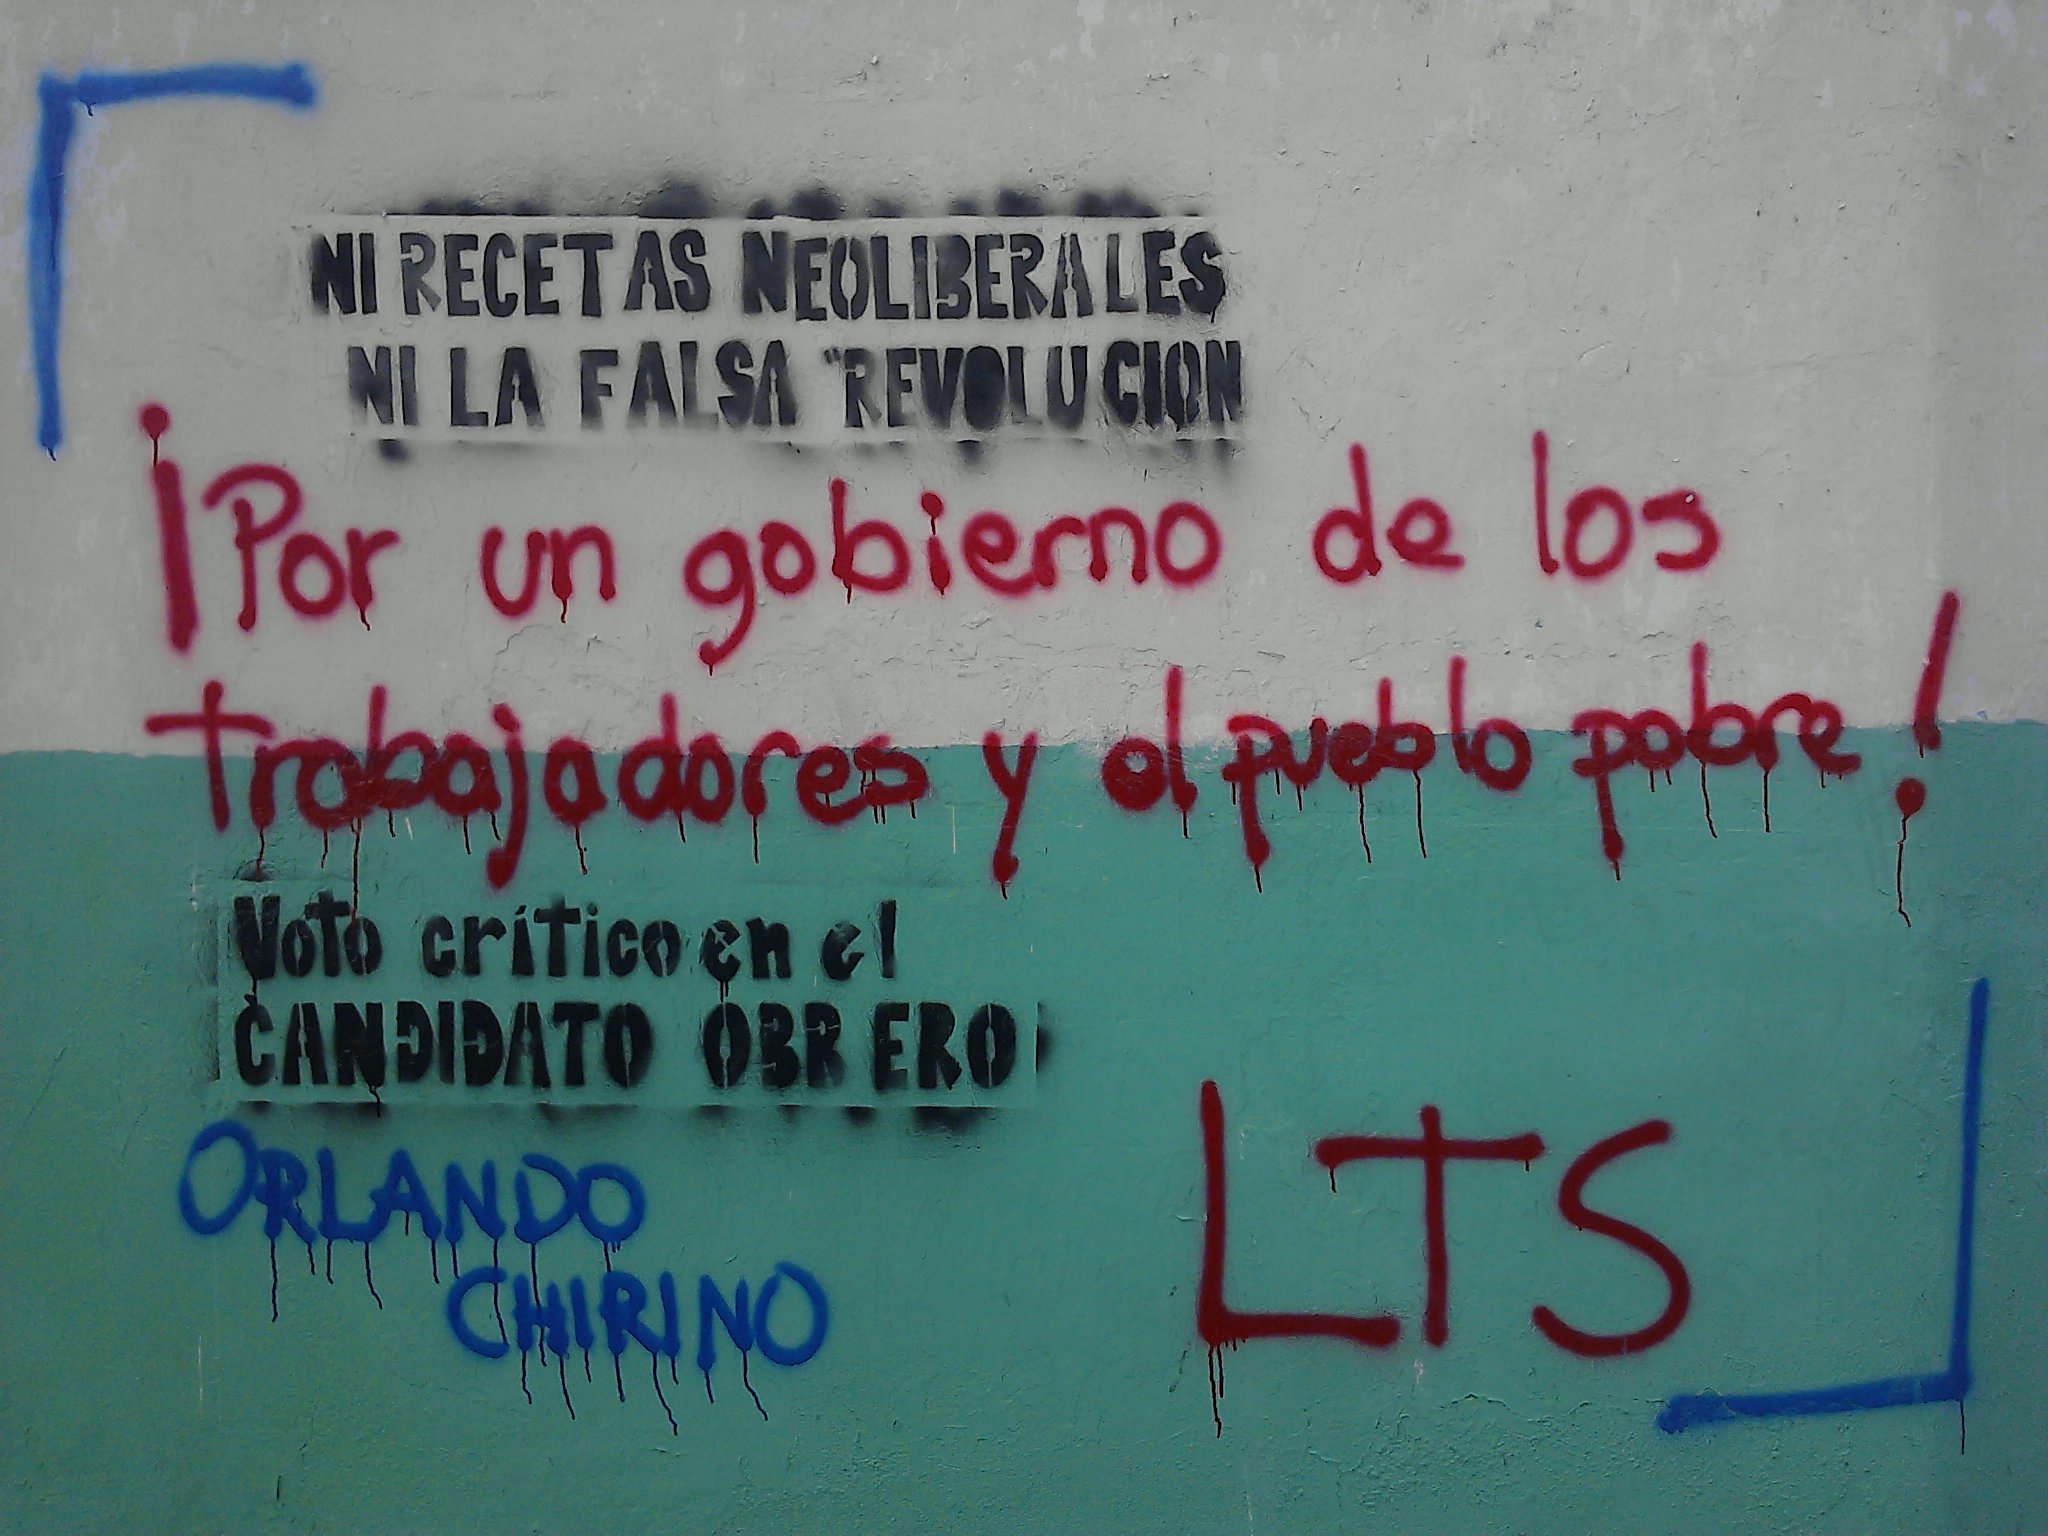 NI RECETAS NEOLIBERALES
NI LA FALSA "REVOLUCION
¡Por un gobierno de los
trabajadores y el pueblo pobre!
Voto crítico en el
CANDIDATO OBRERO:
ORLANDO
CHIRINO
LTS